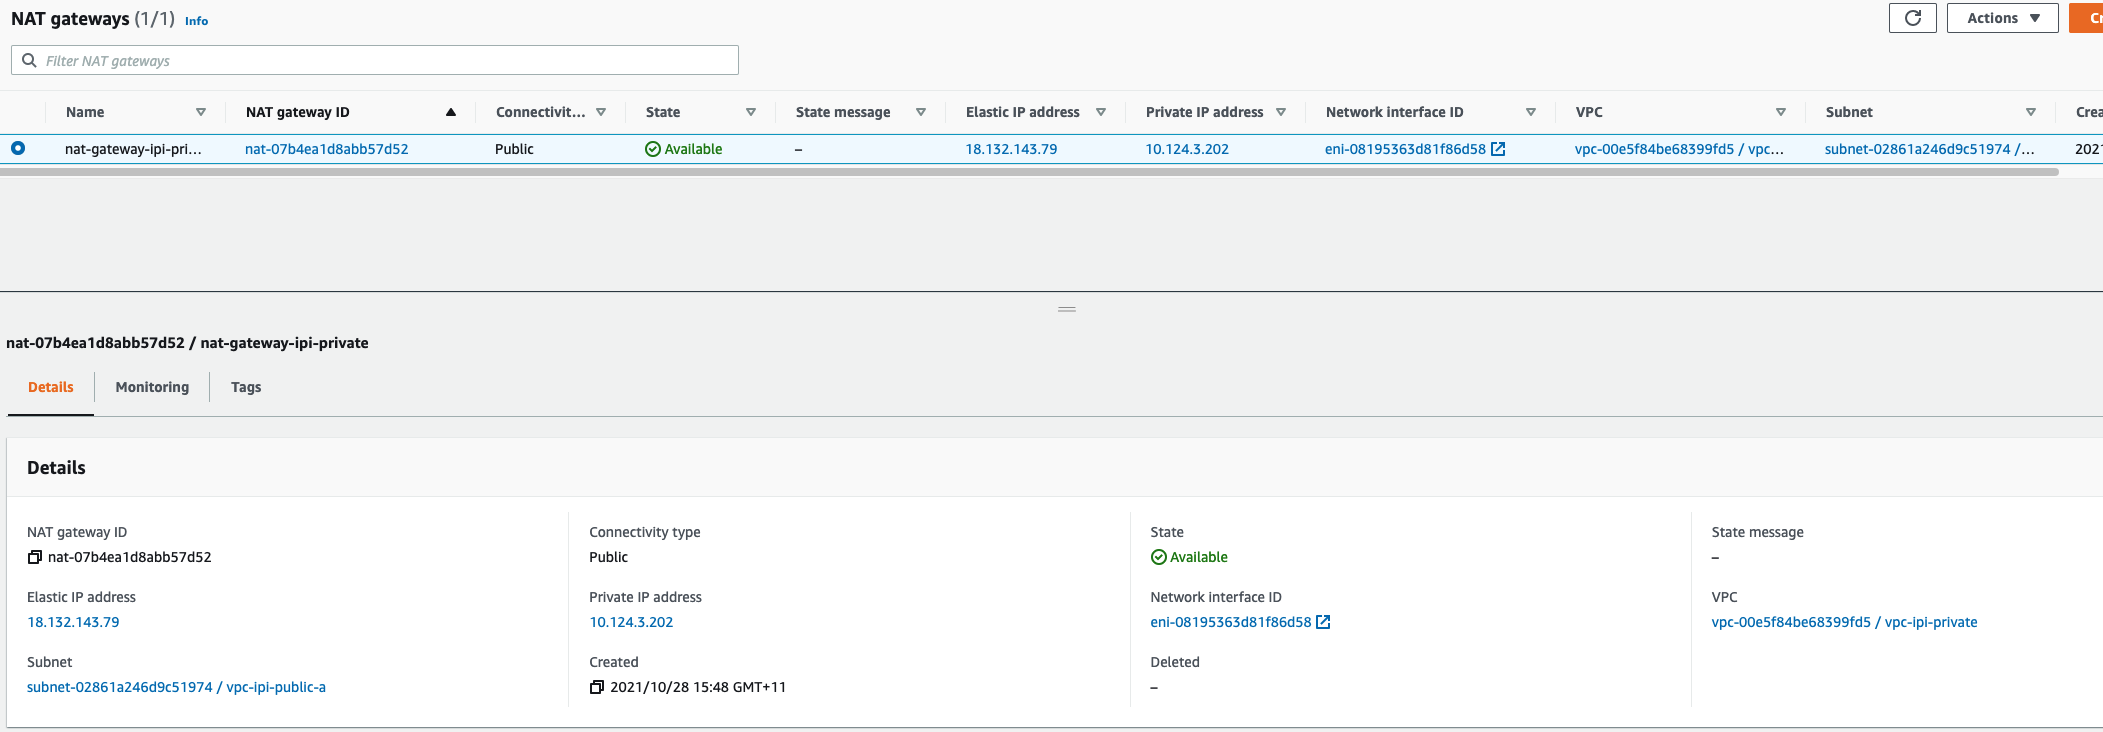 NAT gateways (1/1) Info
Actions
Cr
Filter NAT gateways
Name NAT gateway ID Connectivit... State State message Elastic IP address Private IP address Network interface ID VPC Subnet Crea
nat-gateway-ipi-pri... nat-07b4ea1d8abb57d52 Public Available – 18.132.143.79 10.124.3.202 eni-08195363d81f86d58 vpc-00e5f84be68399fd5 / vpc... subnet-02861a246d9c51974 /... 2021
nat-07b4ea1d8abb57d52 / nat-gateway-ipi-private
Details Monitoring Tags
Details
NAT gateway ID
nat-07b4ea1d8abb57d52
Connectivity type
Public
State
Available
State message
–
Elastic IP address
18.132.143.79
Private IP address
10.124.3.202
Network interface ID
eni-08195363d81f86d58
VPC
vpc-00e5f84be68399fd5 / vpc-ipi-private
Subnet
subnet-02861a246d9c51974 / vpc-ipi-public-a
Created
2021/10/28 15:48 GMT+11
Deleted
–